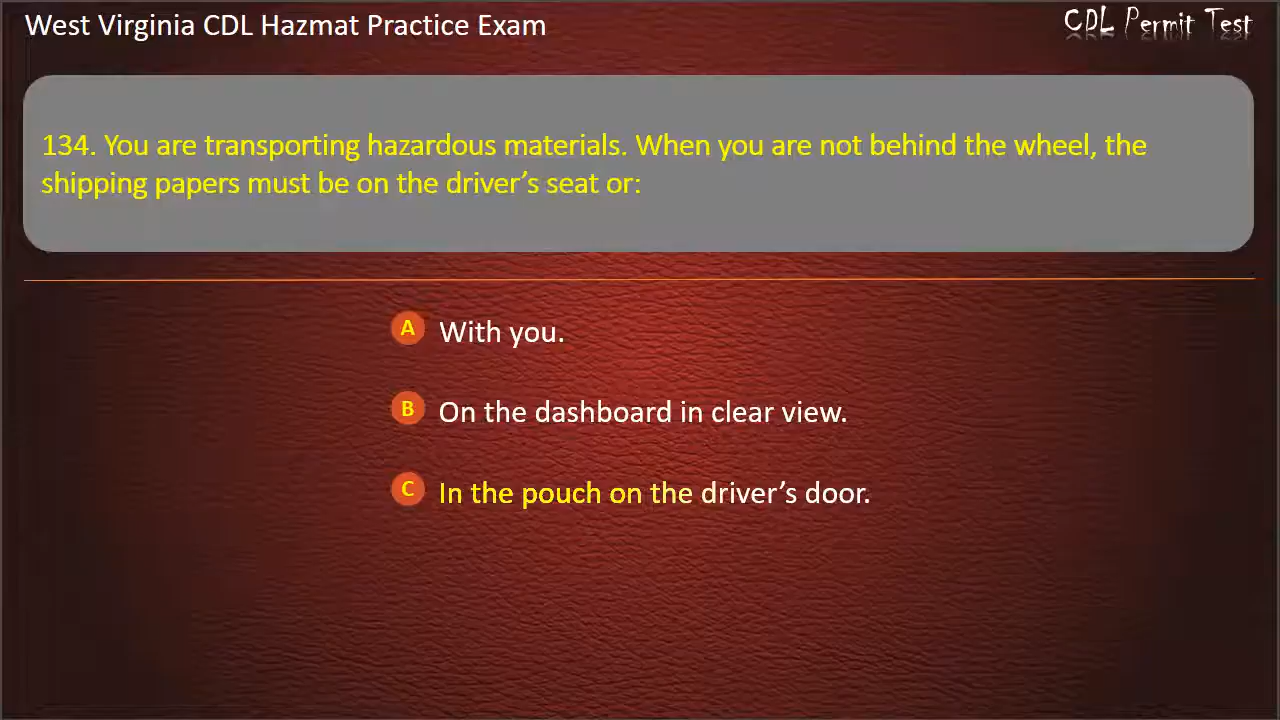 West Virginia CDL Hazmat Practice Exam
CDL Permit Test
134. You are transporting hazardous materials. When you are not behind the wheel, the
shipping papers must be on the driver’s seat or:
A With you.
B On the dashboard in clear view.
C In the pouch on the driver’s door.